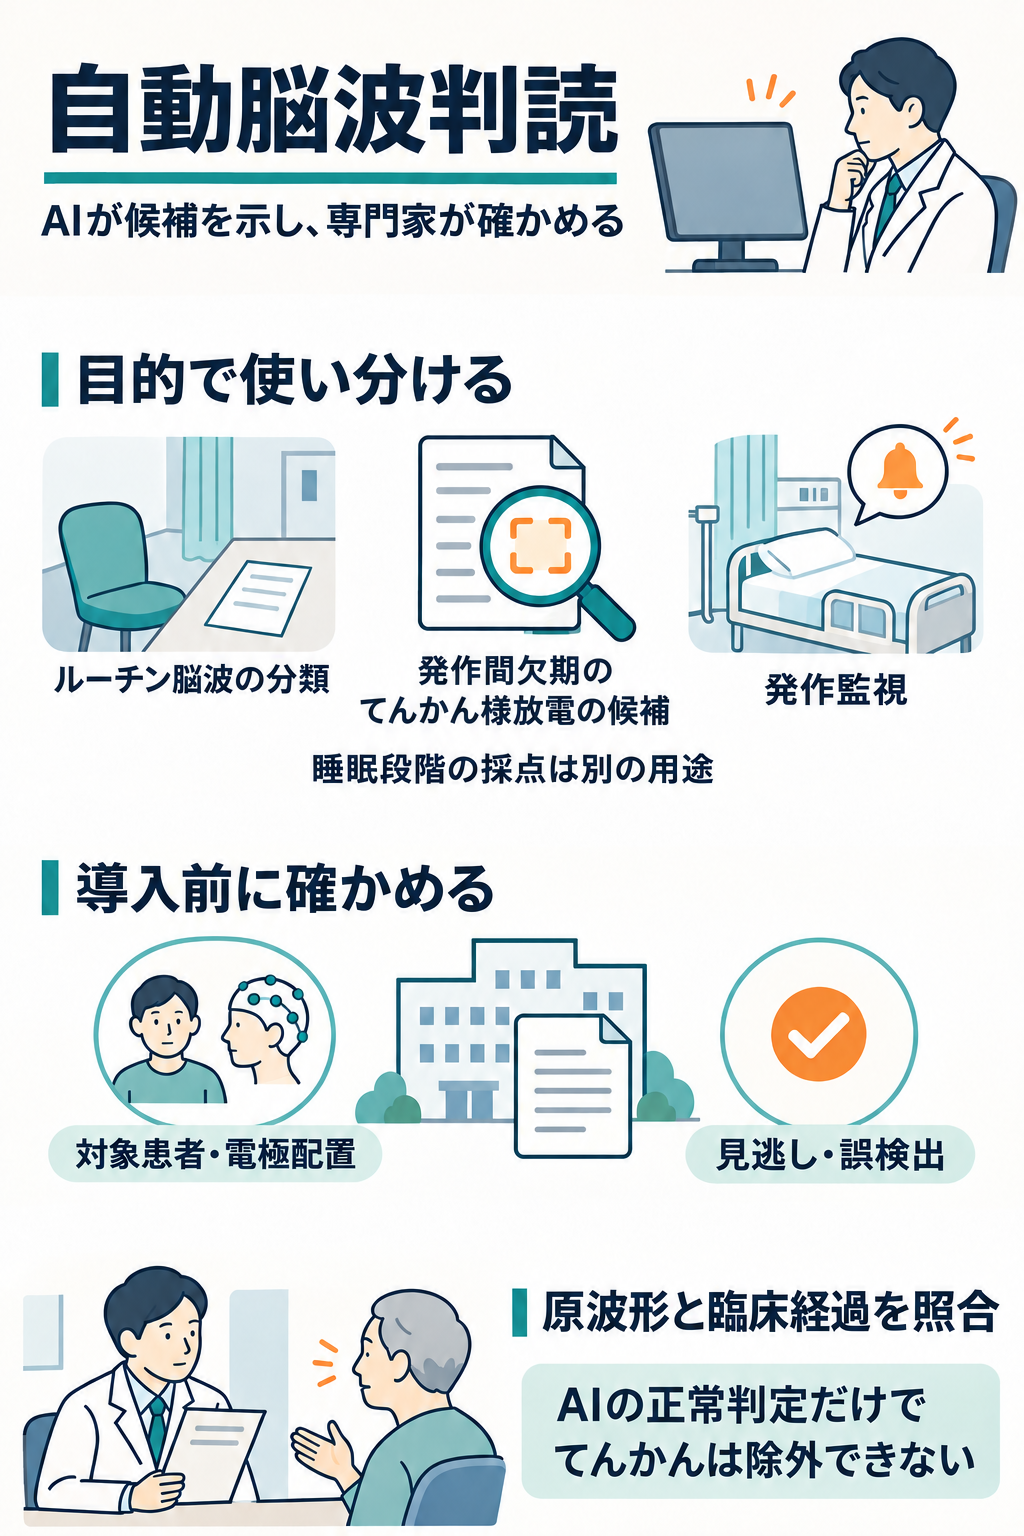 自動脳波判読
AIが候補を示し、専門家が確かめる
目的で使い分ける
ルーチン脳波の分類
発作間欠期の
てんかん様放電の候補
発作監視
睡眠段階の採点は別の用途
導入前に確かめる
対象患者・電極配置
見逃し・誤検出
原波形と臨床経過を照合
AIの正常判定だけで
てんかんは除外できない